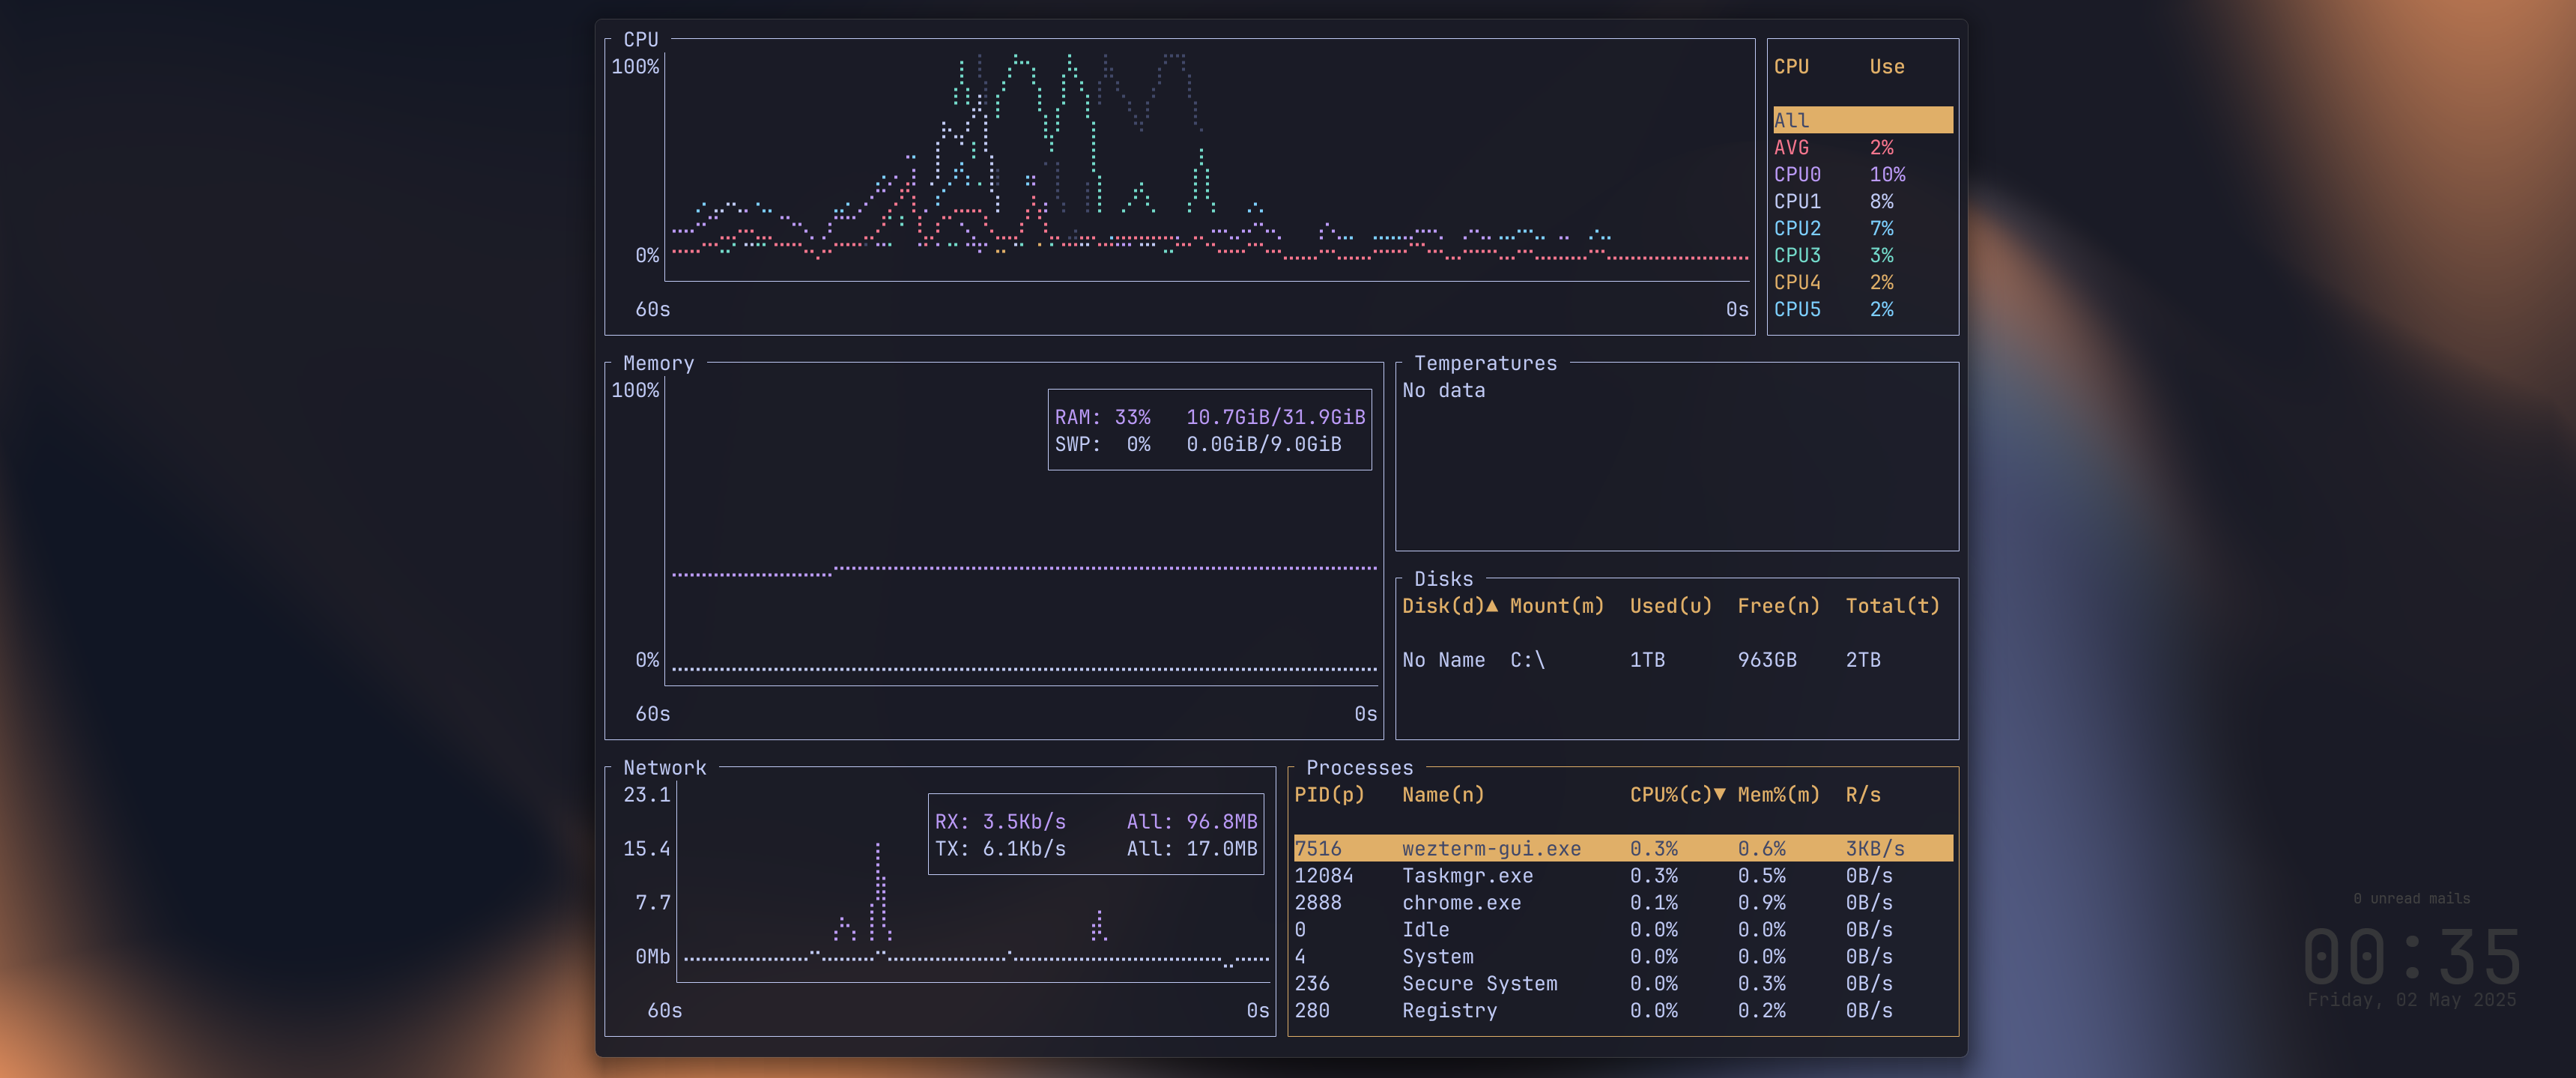 CPU
100%
0%
60s 0s
CPU Use
All
AVG 2%
CPU0 10%
CPU1 8%
CPU2 7%
CPU3 3%
CPU4 2%
CPU5 2%
Memory
100%
RAM: 33% 10.7GiB/31.9GiB
SWP: 0% 0.0GiB/9.0GiB
0%
60s 0s
Temperatures
No data
Disks
Disk(d)▲ Mount(m) Used(u) Free(n) Total(t)
No Name C:\ 1TB 963GB 2TB
Network
23.1
15.4
7.7
0Mb
RX: 3.5Kb/s All: 96.8MB
TX: 6.1Kb/s All: 17.0MB
60s 0s
Processes
PID(p) Name(n) CPU%(c)▼ Mem%(m) R/s
7516 wezterm-gui.exe 0.3% 0.6% 3KB/s
12084 Taskmgr.exe 0.3% 0.5% 0B/s
2888 chrome.exe 0.1% 0.9% 0B/s
0 Idle 0.0% 0.0% 0B/s
4 System 0.0% 0.0% 0B/s
236 Secure System 0.0% 0.3% 0B/s
280 Registry 0.0% 0.2% 0B/s
0 unread mails
00:35
Friday, 02 May 2025